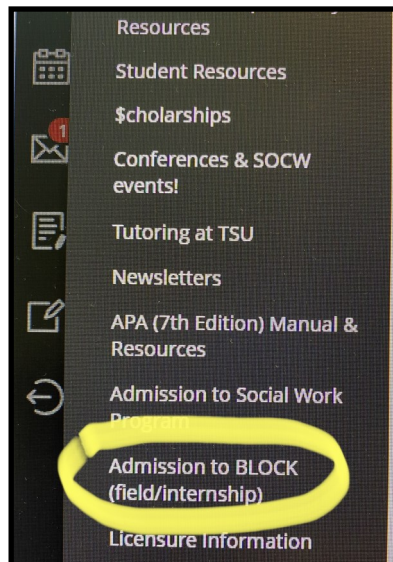 Resources
Student Resources
$cholarships
Conferences & SOCW
events!
Tutoring at TSU
Newsletters
APA (7th Edition) Manual &
Resources
Admission to Social Work
Program
Admission to BLOCK
(field/internship)
Licensure Information
1